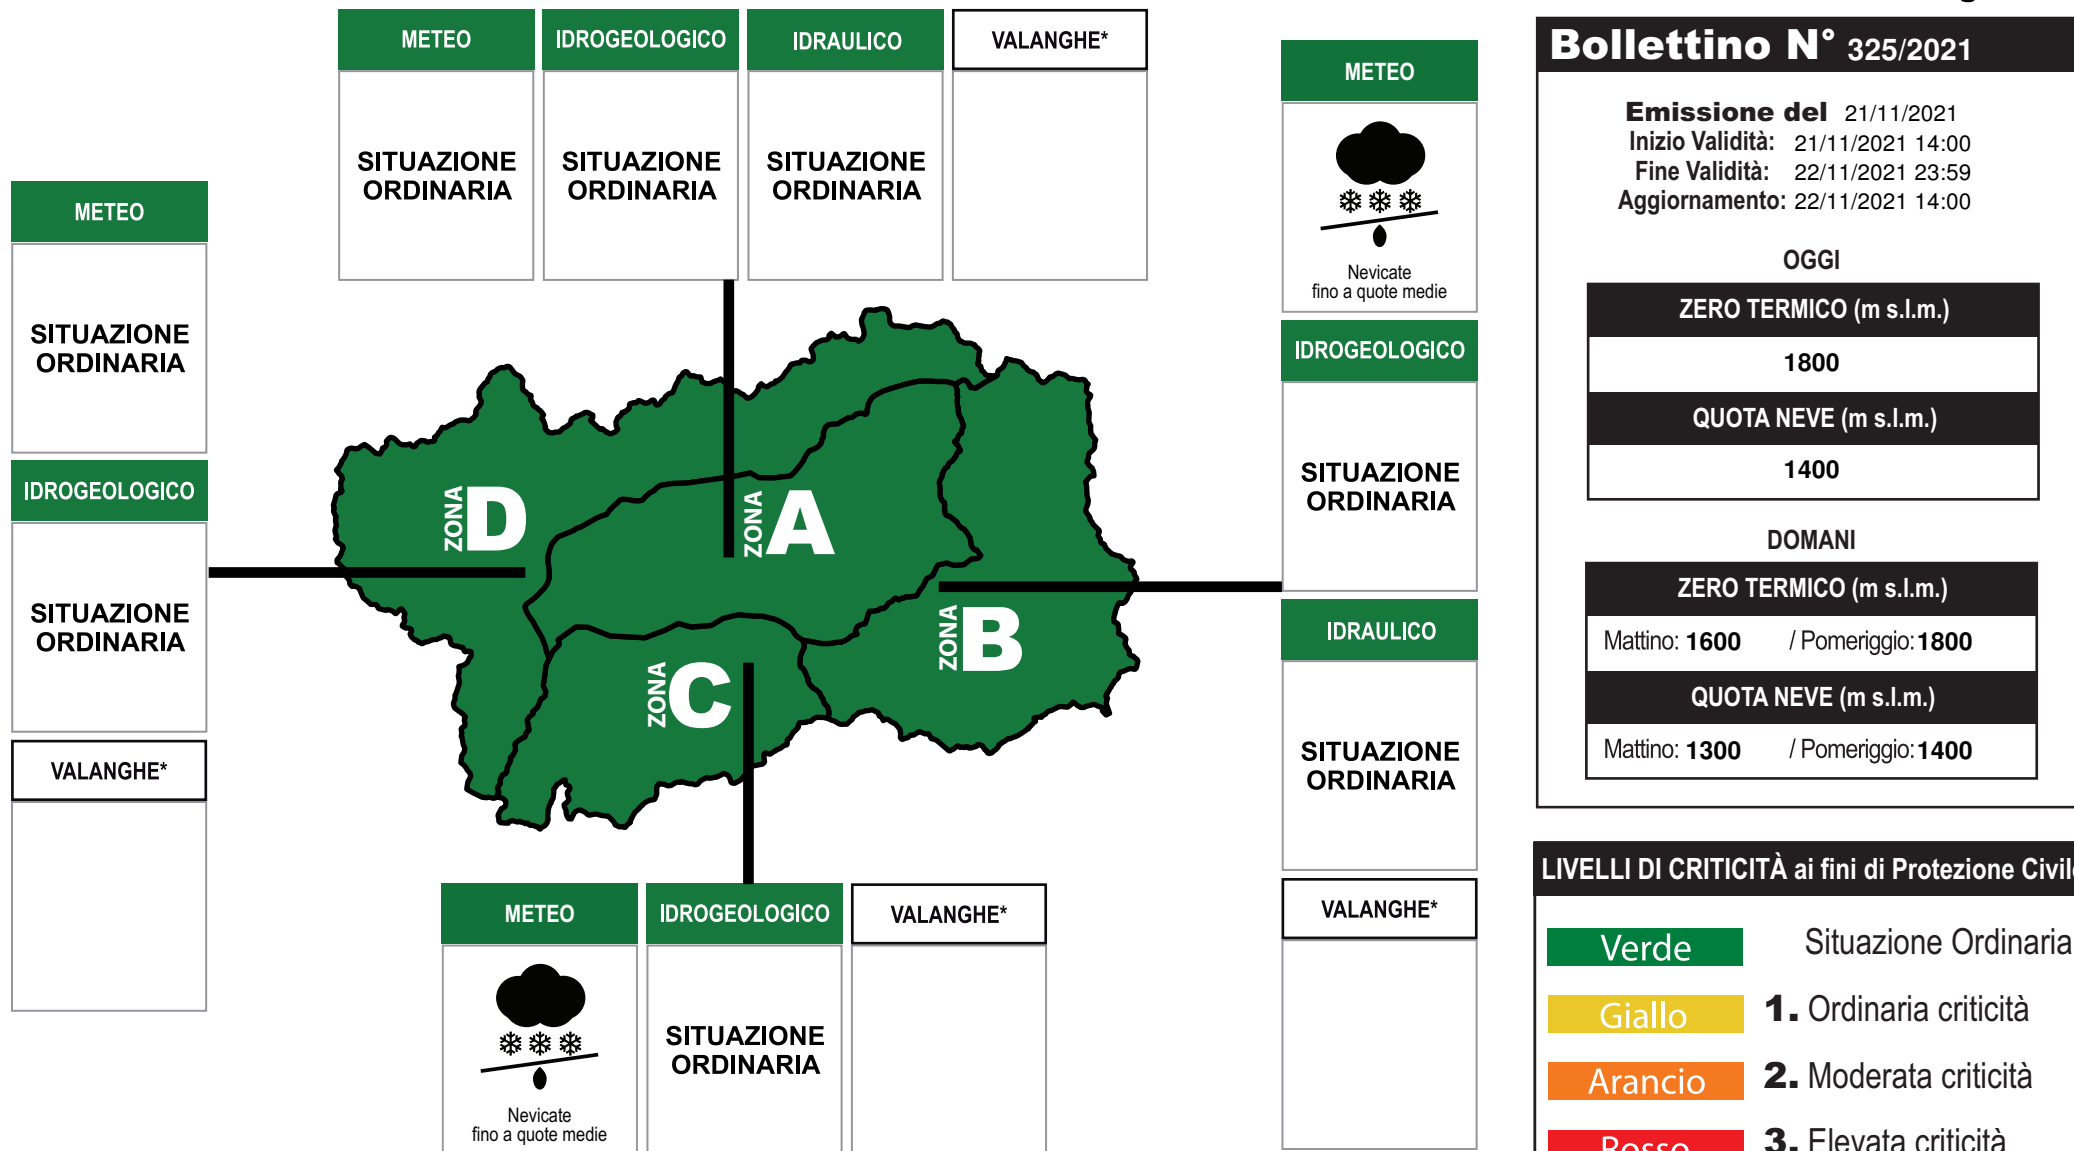 METEO
IDROGEOLOGICO
IDRAULICO
VALANGHE*
SITUAZIONE
ORDINARIA
SITUAZIONE
ORDINARIA
SITUAZIONE
ORDINARIA
METEO
SITUAZIONE
ORDINARIA
IDROGEOLOGICO
SITUAZIONE
ORDINARIA
VALANGHE*
ZONA D
ZONA A
ZONA B
ZONA C
METEO
Nevicate
fino a quote medie
IDROGEOLOGICO
SITUAZIONE
ORDINARIA
IDRAULICO
SITUAZIONE
ORDINARIA
VALANGHE*
METEO
IDROGEOLOGICO
VALANGHE*
Nevicate
fino a quote medie
SITUAZIONE
ORDINARIA
Bollettino N° 325/2021
Emissione del 21/11/2021
Inizio Validità: 21/11/2021 14:00
Fine Validità: 22/11/2021 23:59
Aggiornamento: 22/11/2021 14:00
OGGI
ZERO TERMICO (m s.l.m.)
1800
QUOTA NEVE (m s.l.m.)
1400
DOMANI
ZERO TERMICO (m s.l.m.)
Mattino: 1600 / Pomeriggio: 1800
QUOTA NEVE (m s.l.m.)
Mattino: 1300 / Pomeriggio: 1400
LIVELLI DI CRITICITÀ ai fini di Protezione Civile
Verde Situazione Ordinaria
Giallo 1. Ordinaria criticità
Arancio 2. Moderata criticità
Rosso 3. Elevata criticità